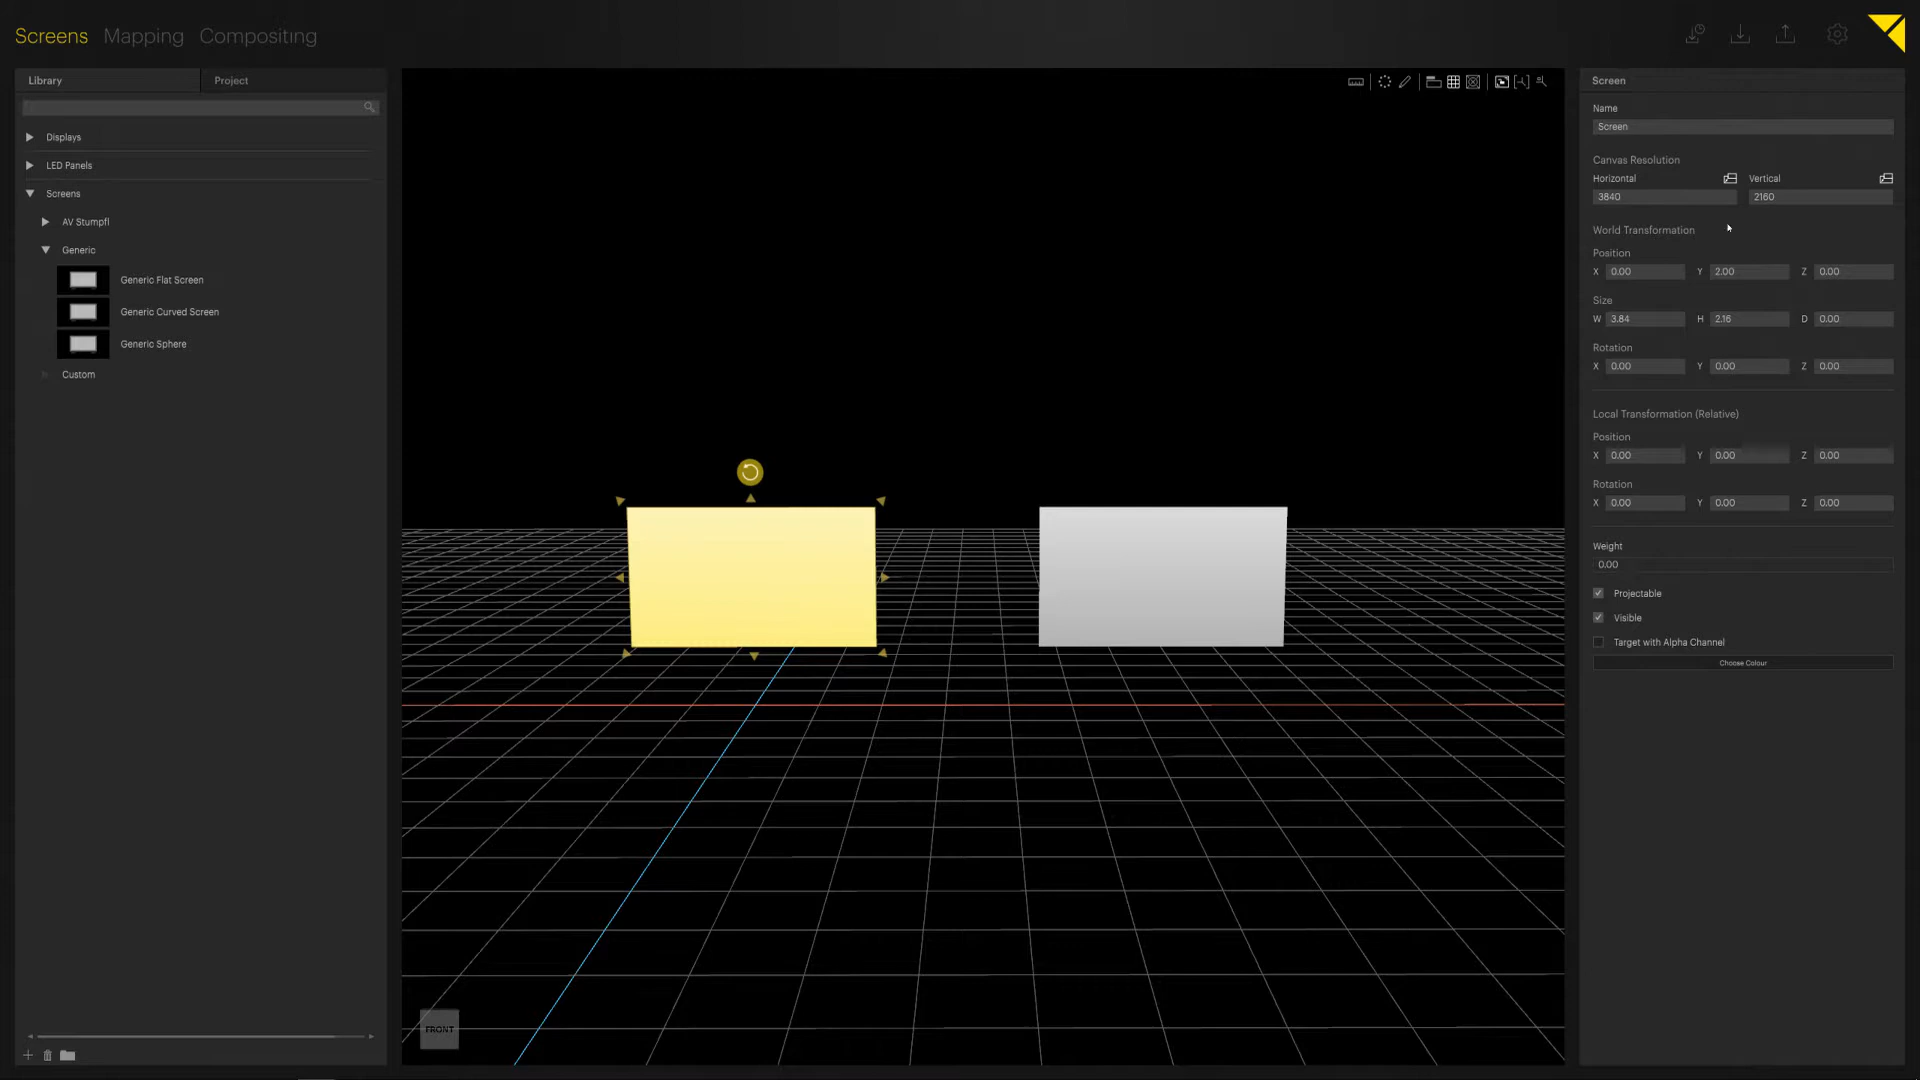 Screens Mapping Compositing
Library Project
Displays
LED Panels
Screens
AV Stumpfl
Generic
Generic Flat Screen
Generic Curved Screen
Generic Sphere
Custom
FRONT
Screen
Name
Screen
Canvas Resolution
Horizontal Vertical
3840 2160
World Transformation
Position
X 0.00 Y 2.00 Z 0.00
Size
W 3.84 H 2.16 D 0.00
Rotation
X 0.00 Y 0.00 Z 0.00
Local Transformation (Relative)
Position
X 0.00 Y 0.00 Z 0.00
Rotation
X 0.00 Y 0.00 Z 0.00
Weight
0.00
Projectable
Visible
Target with Alpha Channel
Choose Colour